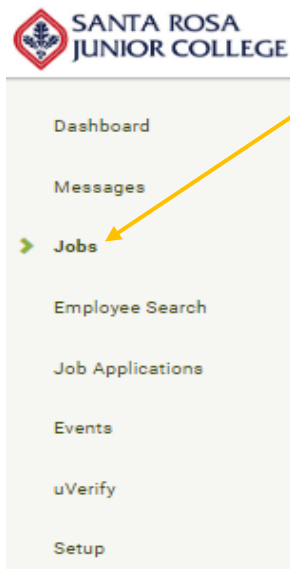 SANTA ROSA
JUNIOR COLLEGE
Dashboard
Messages
Jobs
Employee Search
Job Applications
Events
uVerify
Setup